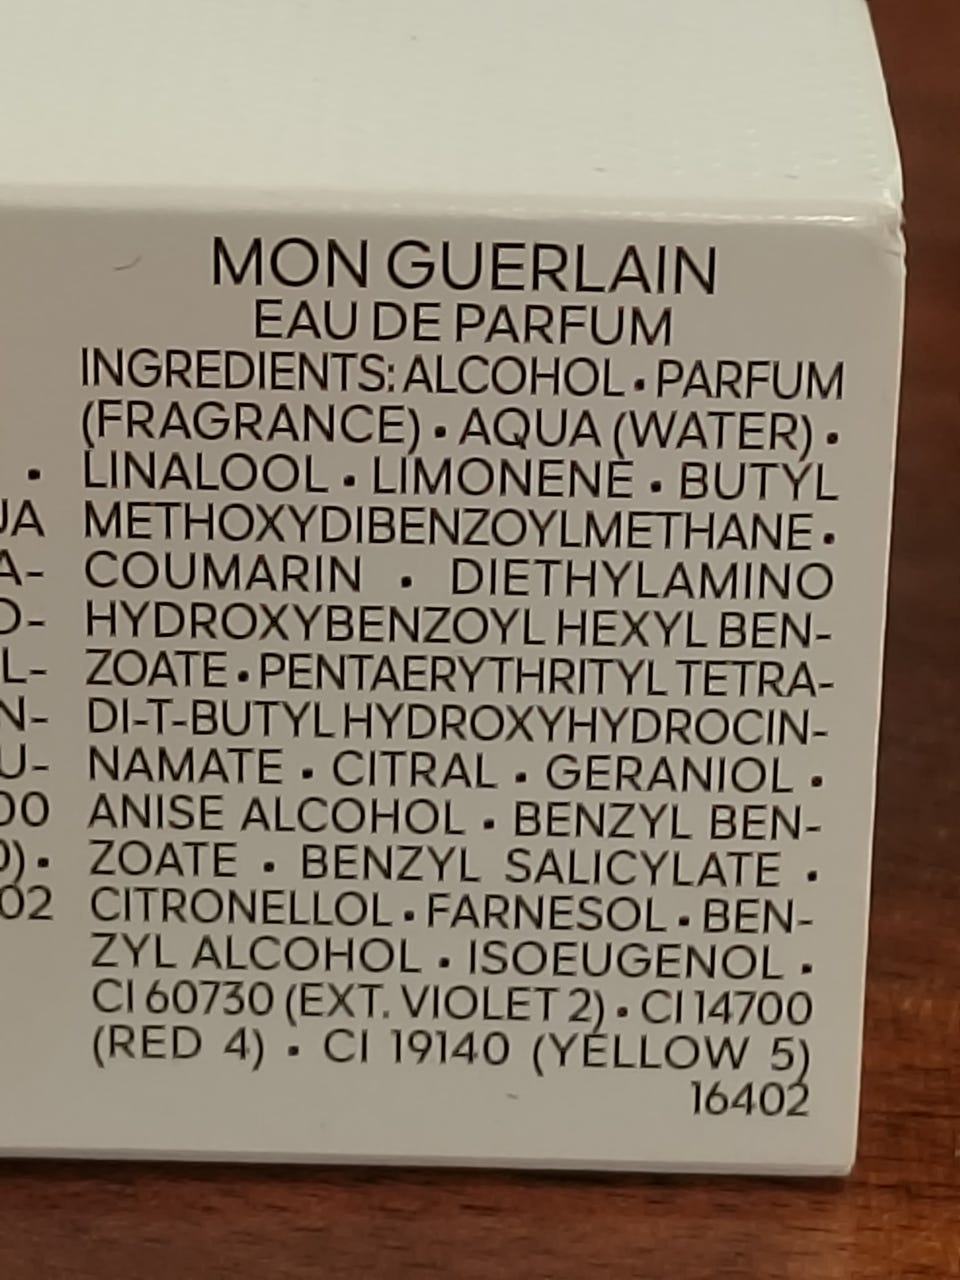 MON GUERLAIN
EAU DE PARFUM
INGREDIENTS: ALCOHOL • PARFUM
(FRAGRANCE) • AQUA (WATER) •
LINALOOL • LIMONENE • BUTYL
METHOXYDIBENZOYLMETHANE •
COUMARIN • DIETHYLAMINO
HYDROXYBENZOYL HEXYL BEN-
ZOATE • PENTAERYTHRITYL TETRA-
DI-T-BUTYL HYDROXYHYDROCIN-
NAMATE • CITRAL • GERANIOL •
ANISE ALCOHOL • BENZYL BEN-
ZOATE • BENZYL SALICYLATE •
CITRONELLOL • FARNESOL • BEN-
ZYL ALCOHOL • ISOEUGENOL •
CI 60730 (EXT. VIOLET 2) • CI 14700
(RED 4) • CI 19140 (YELLOW 5)
16402